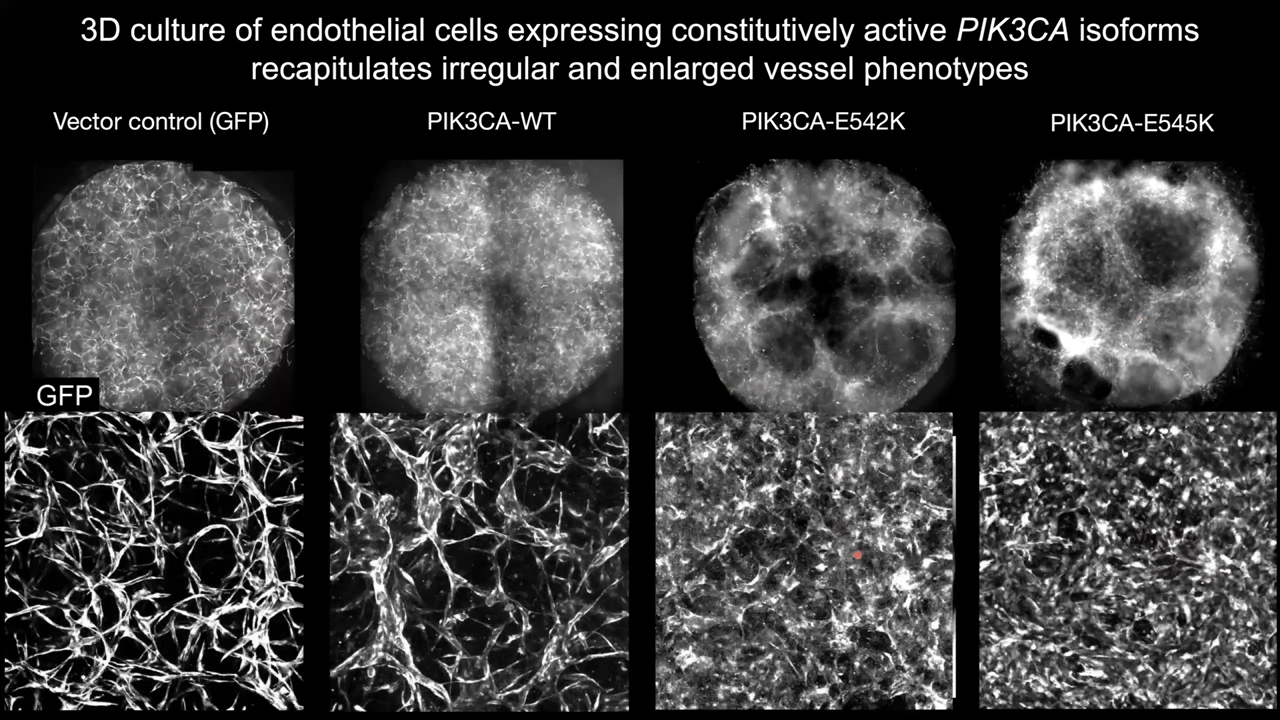 3D culture of endothelial cells expressing constitutively active PIK3CA isoforms
recapitulates irregular and enlarged vessel phenotypes
Vector control (GFP)
PIK3CA-WT
PIK3CA-E542K
PIK3CA-E545K
GFP